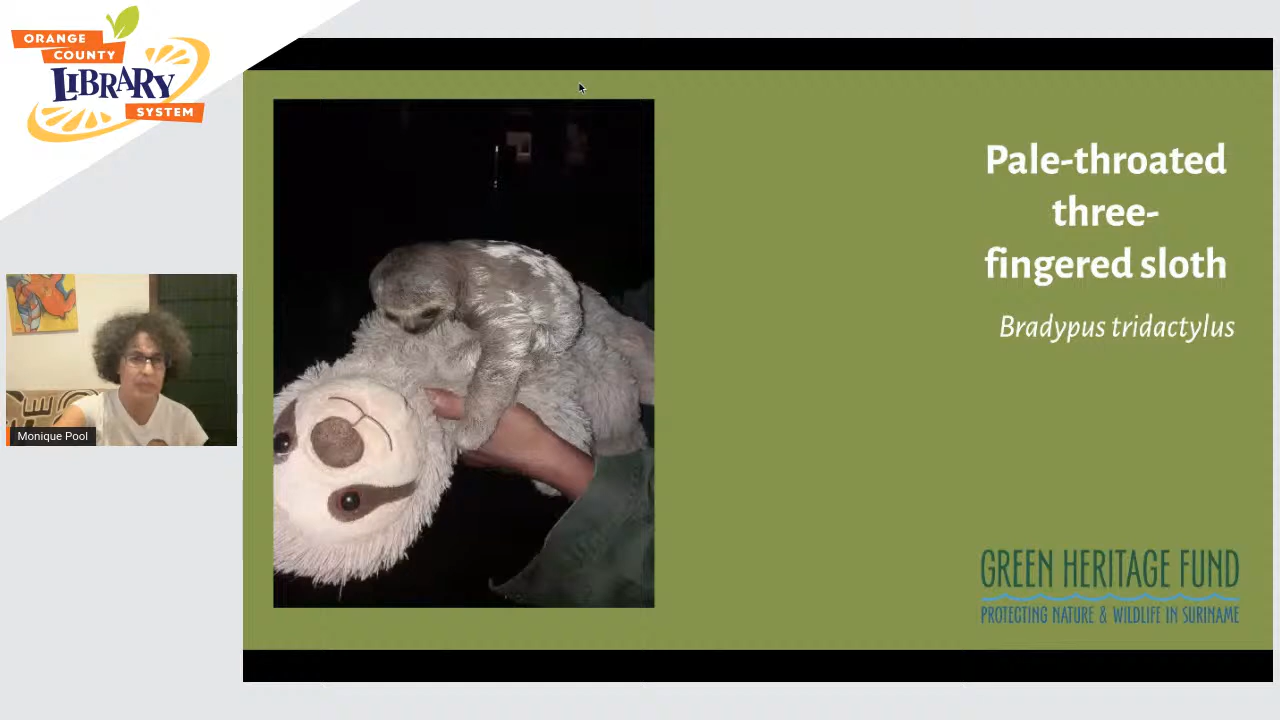 ORANGE
COUNTY
LIBRARY
SYSTEM
Pale-throated
three-
fingered sloth
Bradypus tridactylus
Monique Pool
GREEN HERITAGE FUND
PROTECTING NATURE & WILDLIFE IN SURINAME